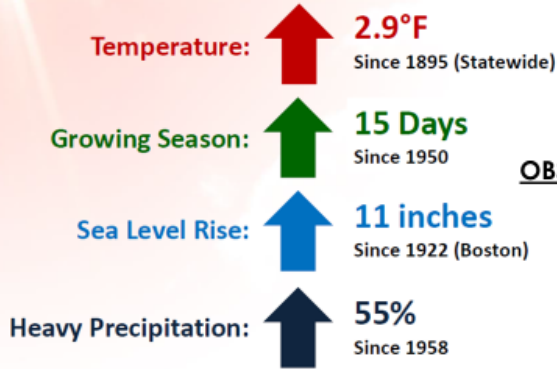 Temperature:
2.9°F
Since 1895 (Statewide)
Growing Season:
15 Days
Since 1950
Sea Level Rise:
11 inches
Since 1922 (Boston)
Heavy Precipitation:
55%
Since 1958